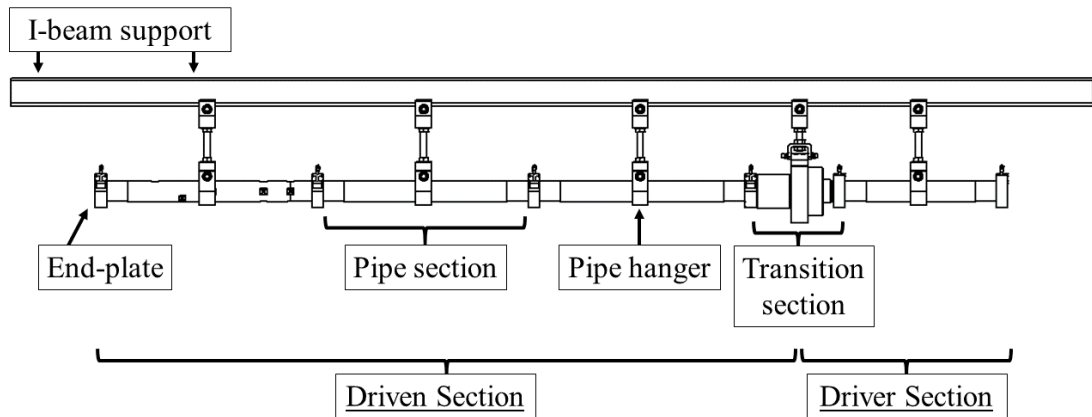 I-beam support
End-plate
Pipe section
Pipe hanger
Transition
section
Driven Section
Driver Section